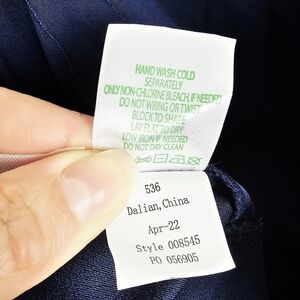 HAND WASH COLD
SEPARATELY
ONLY NON-CHLORINE BLEACH, IF NEEDED
DO NOT WRING OR TWIST
BLOCK TO SHAPE
LAY FLAT TO DRY
LOW IRON IF NEEDED
DO NOT DRY CLEAN
536
Dalian,China
Apr-22
Style 008545
PO 056905